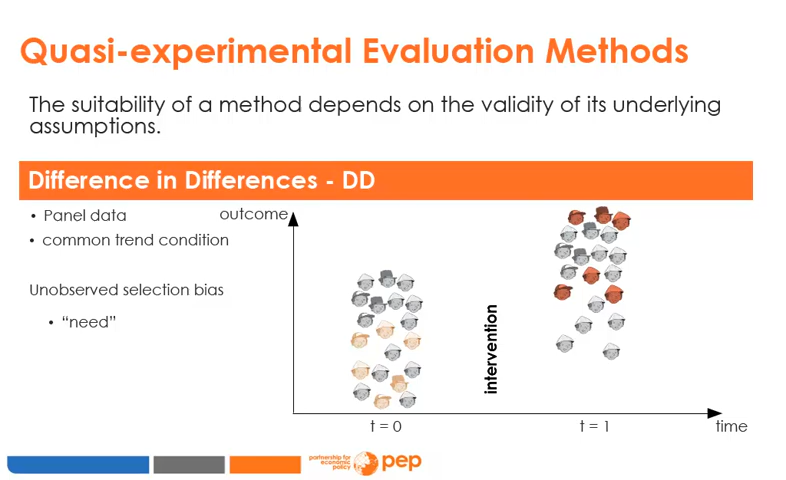 Quasi-experimental Evaluation Methods
The suitability of a method depends on the validity of its underlying
assumptions.
Difference in Differences - DD
• Panel data
• common trend condition
Unobserved selection bias
• “need”
outcome
intervention
t = 0
t = 1
time
partnership for
economic
policy
pep